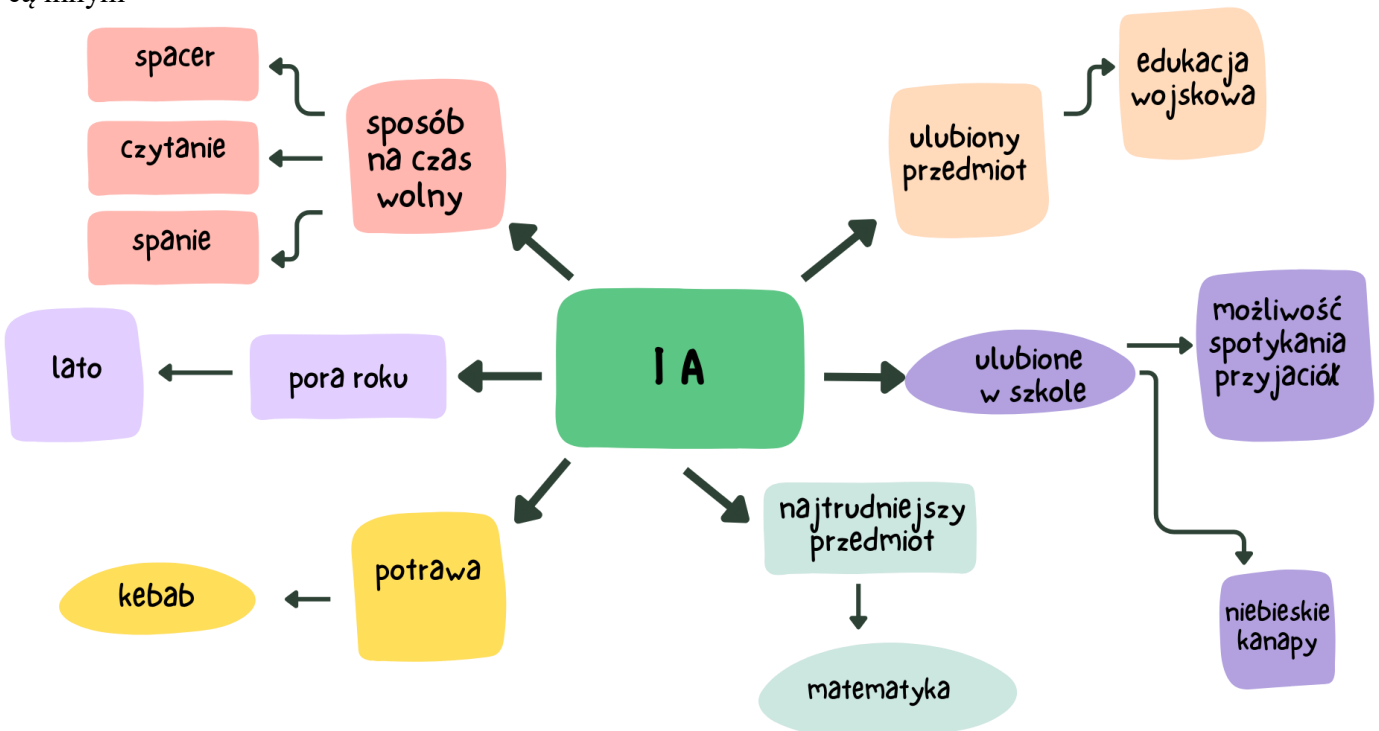 spacer
czytanie
spanie
sposób
na czas
wolny
ulubiony
przedmiot
edukacja
wojskowa
lato
pora roku
I A
ulubione
w szkole
możliwość
spotykania
przyjaciół
kebab
potrawa
najtrudniejszy
przedmiot
matematyka
niebieskie
kanapy